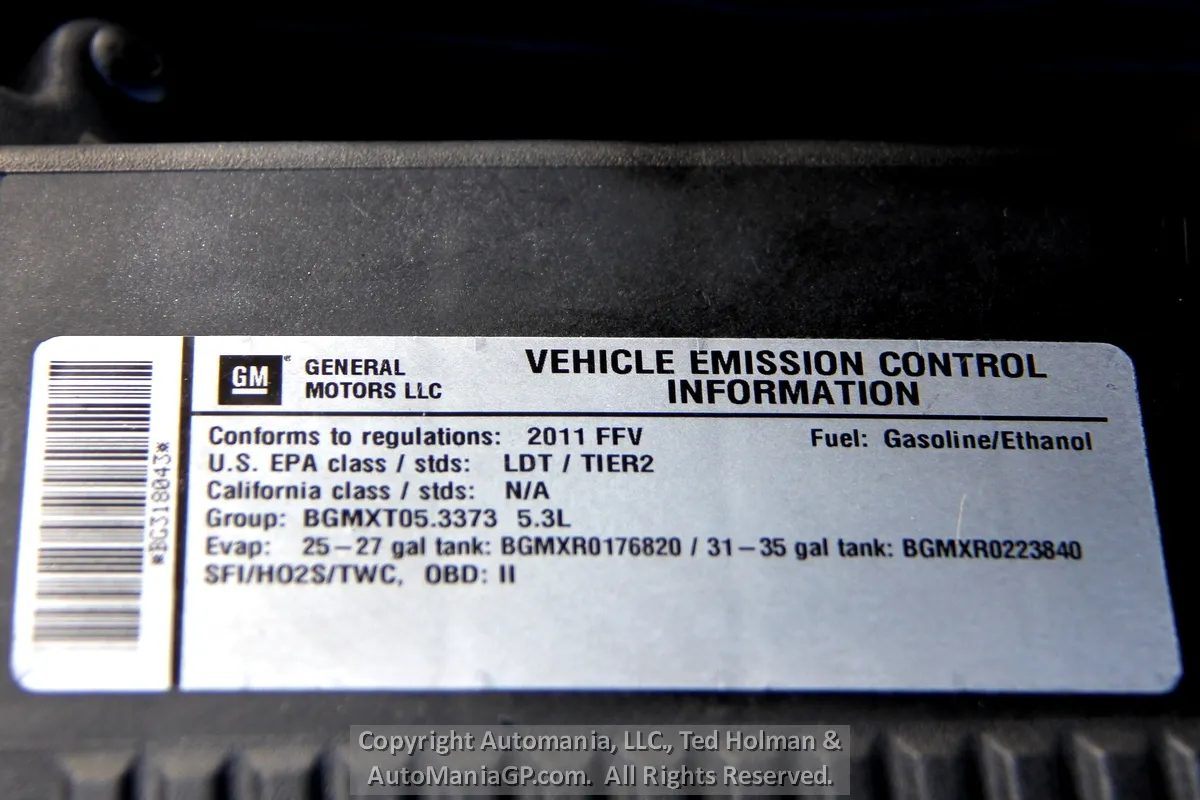 *BG318043*
GM
GENERAL
MOTORS LLC
VEHICLE EMISSION CONTROL
INFORMATION
Conforms to regulations: 2011 FFV
Fuel: Gasoline/Ethanol
U.S. EPA class / stds: LDT / TIER2
California class / stds: N/A
Group: BGMXT05.3373 5.3L
Evap: 25-27 gal tank: BGMXR0176820 / 31-35 gal tank: BGMXR0223840
SFI/HO2S/TWC, OBD: II
Copyright Automania, LLC., Ted Holman &
AutoManiaGP.com. All Rights Reserved.